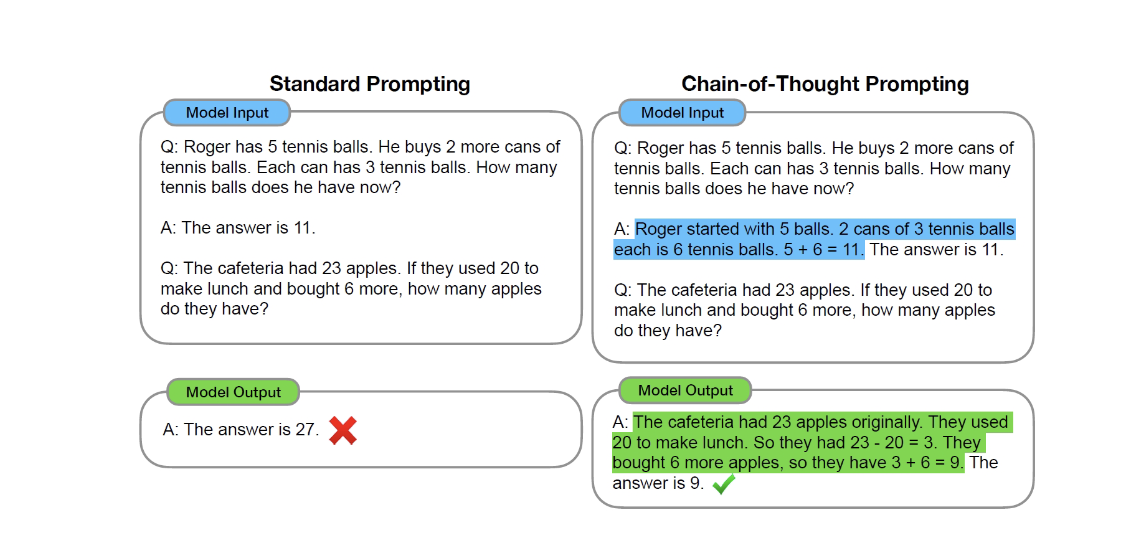 Standard Prompting
Model Input
Q: Roger has 5 tennis balls. He buys 2 more cans of
tennis balls. Each can has 3 tennis balls. How many
tennis balls does he have now?
A: The answer is 11.
Q: The cafeteria had 23 apples. If they used 20 to
make lunch and bought 6 more, how many apples
do they have?
Model Output
A: The answer is 27.
Chain-of-Thought Prompting
Model Input
Q: Roger has 5 tennis balls. He buys 2 more cans of
tennis balls. Each can has 3 tennis balls. How many
tennis balls does he have now?
A: Roger started with 5 balls. 2 cans of 3 tennis balls
each is 6 tennis balls. 5 + 6 = 11. The answer is 11.
Q: The cafeteria had 23 apples. If they used 20 to
make lunch and bought 6 more, how many apples
do they have?
Model Output
A: The cafeteria had 23 apples originally. They used
20 to make lunch. So they had 23 - 20 = 3. They
bought 6 more apples, so they have 3 + 6 = 9. The
answer is 9.